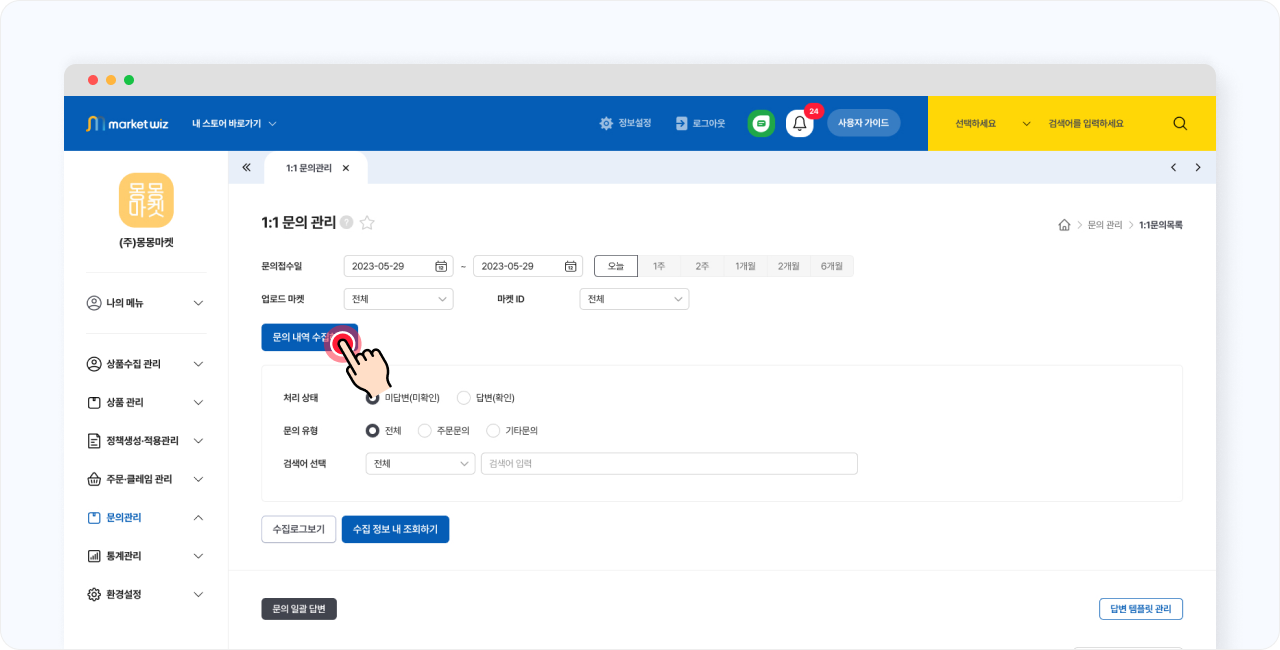 market wiz 내 스토어 바로가기 정보설정 로그아웃 24 사용자 가이드 선택하세요 검색어를 입력하세요
몽몽
마켓
(주)몽몽마켓
나의 메뉴
상품수집 관리
상품 관리
정책생성·적용관리
주문·클레임 관리
문의관리
통계관리
환경설정
1:1 문의관리
1:1 문의 관리 ?
문의 관리 1:1문의목록
문의접수일 2023-05-29 ~ 2023-05-29 오늘 1주 2주 1개월 2개월 6개월
업로드 마켓 전체 마켓 ID 전체
문의 내역 수집
처리 상태 미답변(미확인) 답변(확인)
문의 유형 전체 주문문의 기타문의
검색어 선택 전체 검색어 입력
수집로그보기 수집 정보 내 조회하기
문의 일괄 답변 답변 템플릿 관리